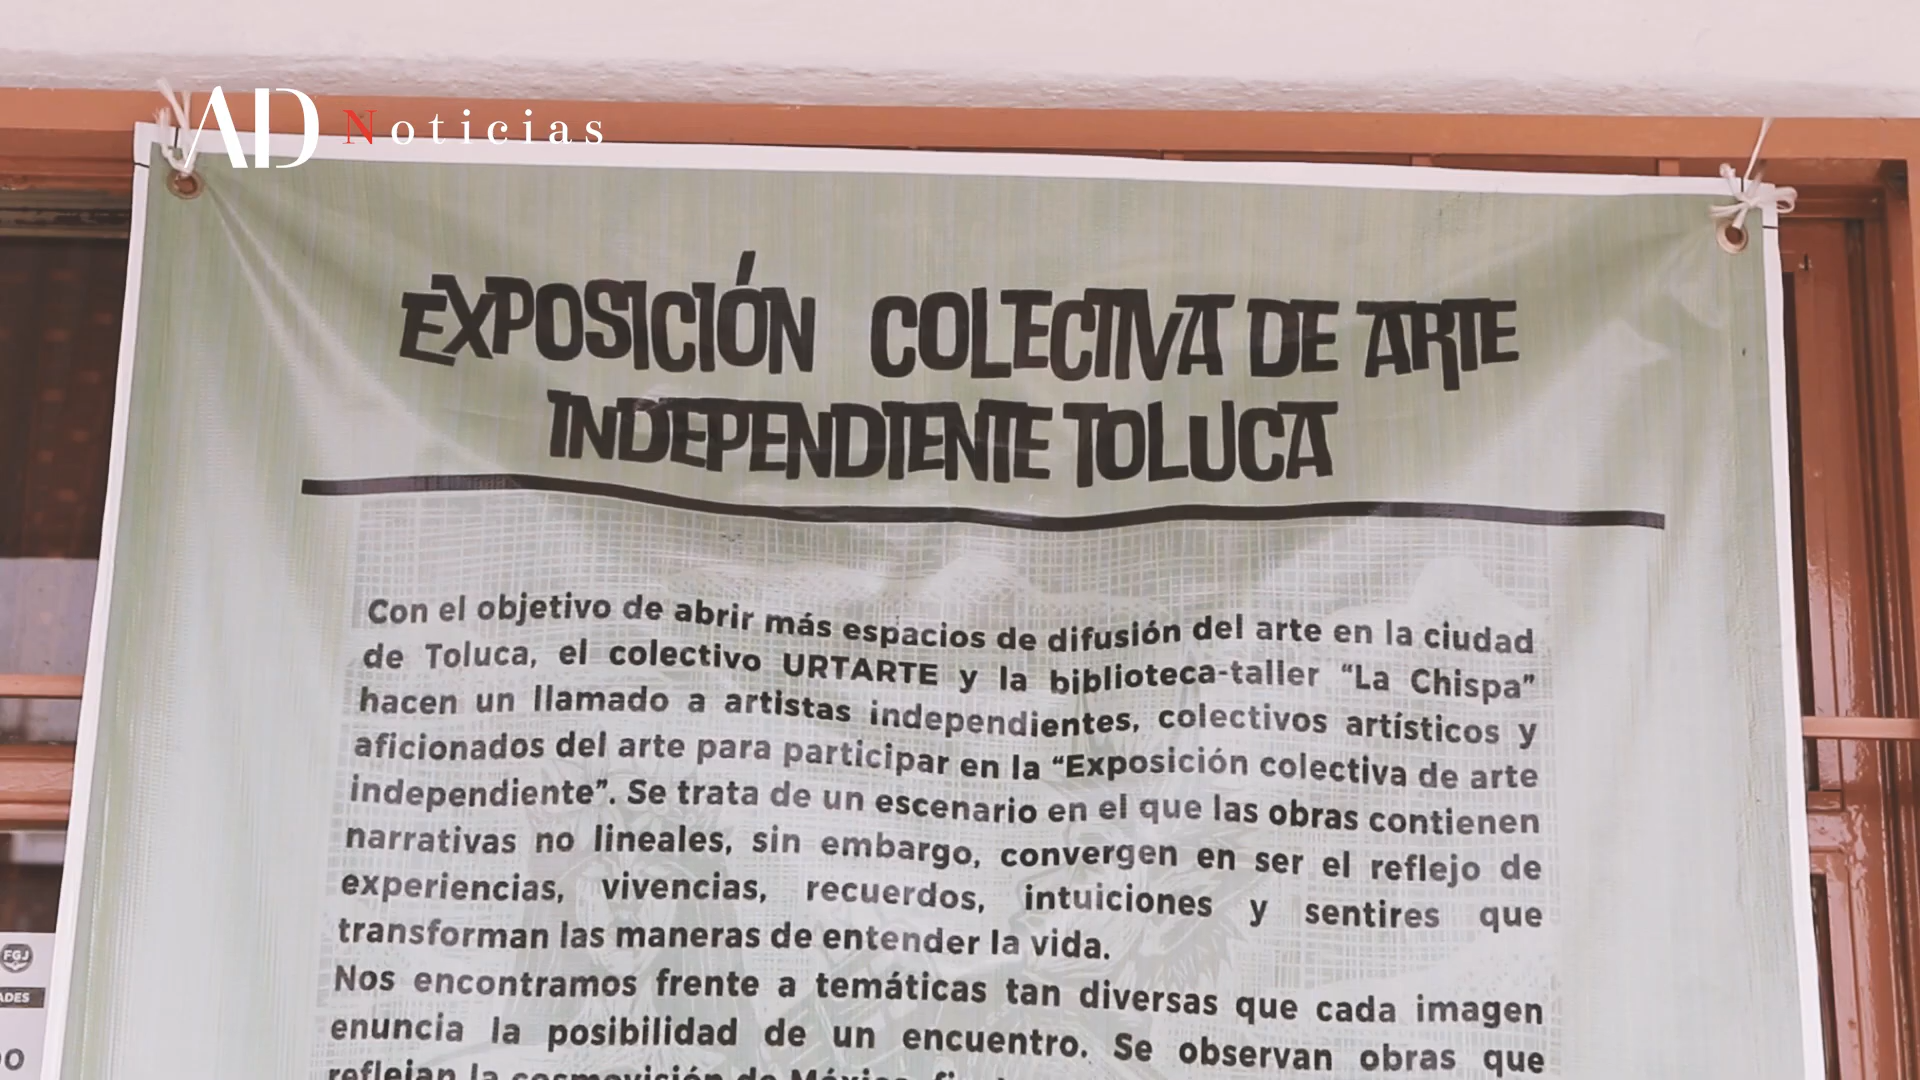 AD Noticias
EXPOSICIÓN COLECTIVA DE ARTE
INDEPENDIENTE TOLUCA
Con el objetivo de abrir más espacios de difusión del arte en la ciudad
de Toluca, el colectivo URTARTE y la biblioteca-taller “La Chispa”
hacen un llamado a artistas independientes, colectivos artísticos y
aficionados del arte para participar en la “Exposición colectiva de arte
independiente”. Se trata de un escenario en el que las obras contienen
narrativas no lineales, sin embargo, convergen en ser el reflejo de
experiencias, vivencias, recuerdos, intuiciones y sentires que
transforman las maneras de entender la vida.
Nos encontramos frente a temáticas tan diversas que cada imagen
enuncia la posibilidad de un encuentro. Se observan obras que
reflejan la cosmovisión de México,
FGJ